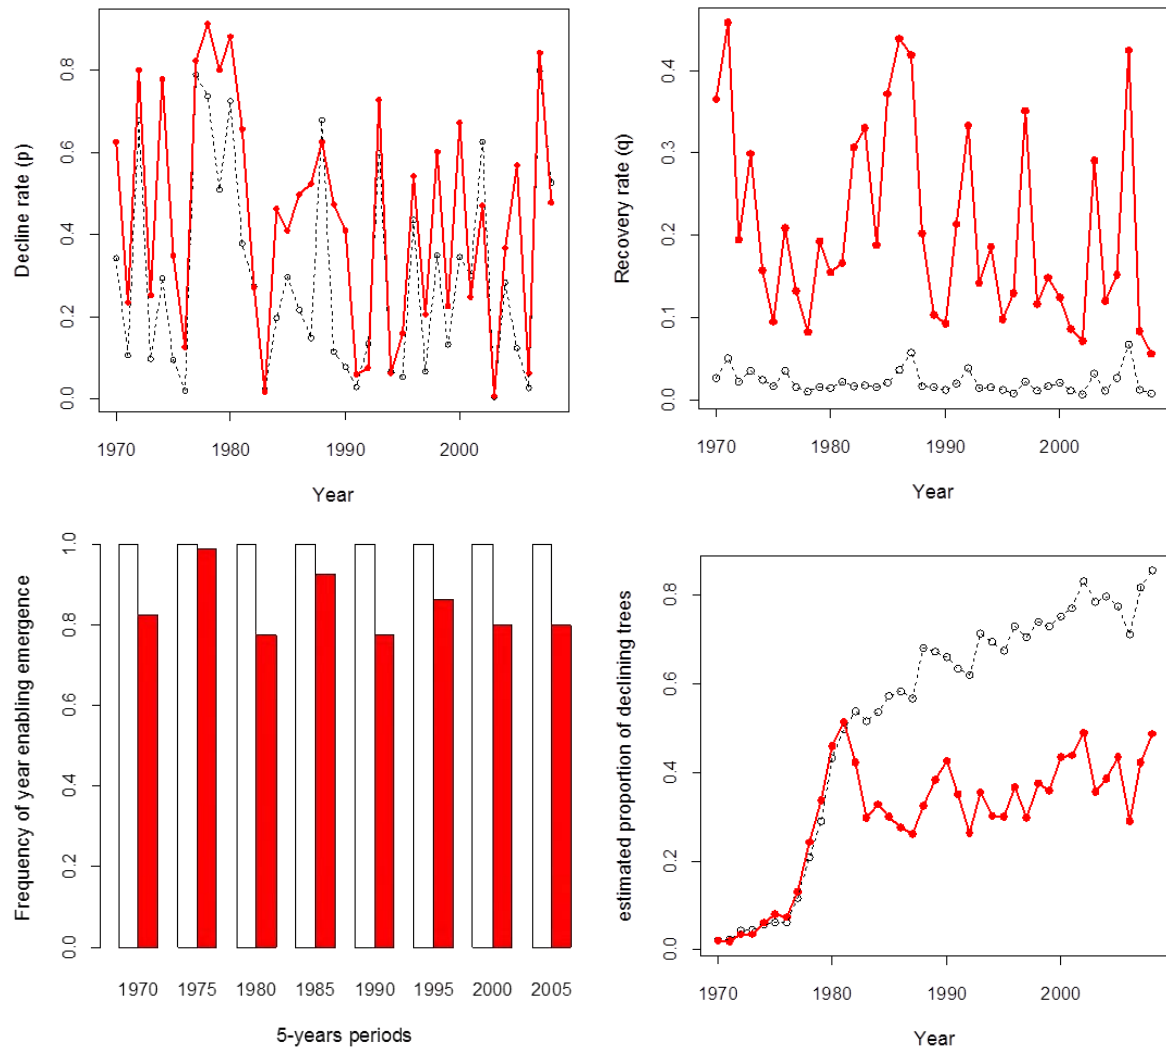 Decline rate (p)
0.0 0.2 0.4 0.6 0.8
1970 1980 1990 2000
Year
Recovery rate (q)
0.0 0.1 0.2 0.3 0.4
1970 1980 1990 2000
Year
Frequency of year enabling emergence
0.0 0.2 0.4 0.6 0.8 1.0
1970 1975 1980 1985 1990 1995 2000 2005
5-years periods
estimated proportion of declining trees
0.0 0.2 0.4 0.6 0.8
1970 1980 1990 2000
Year